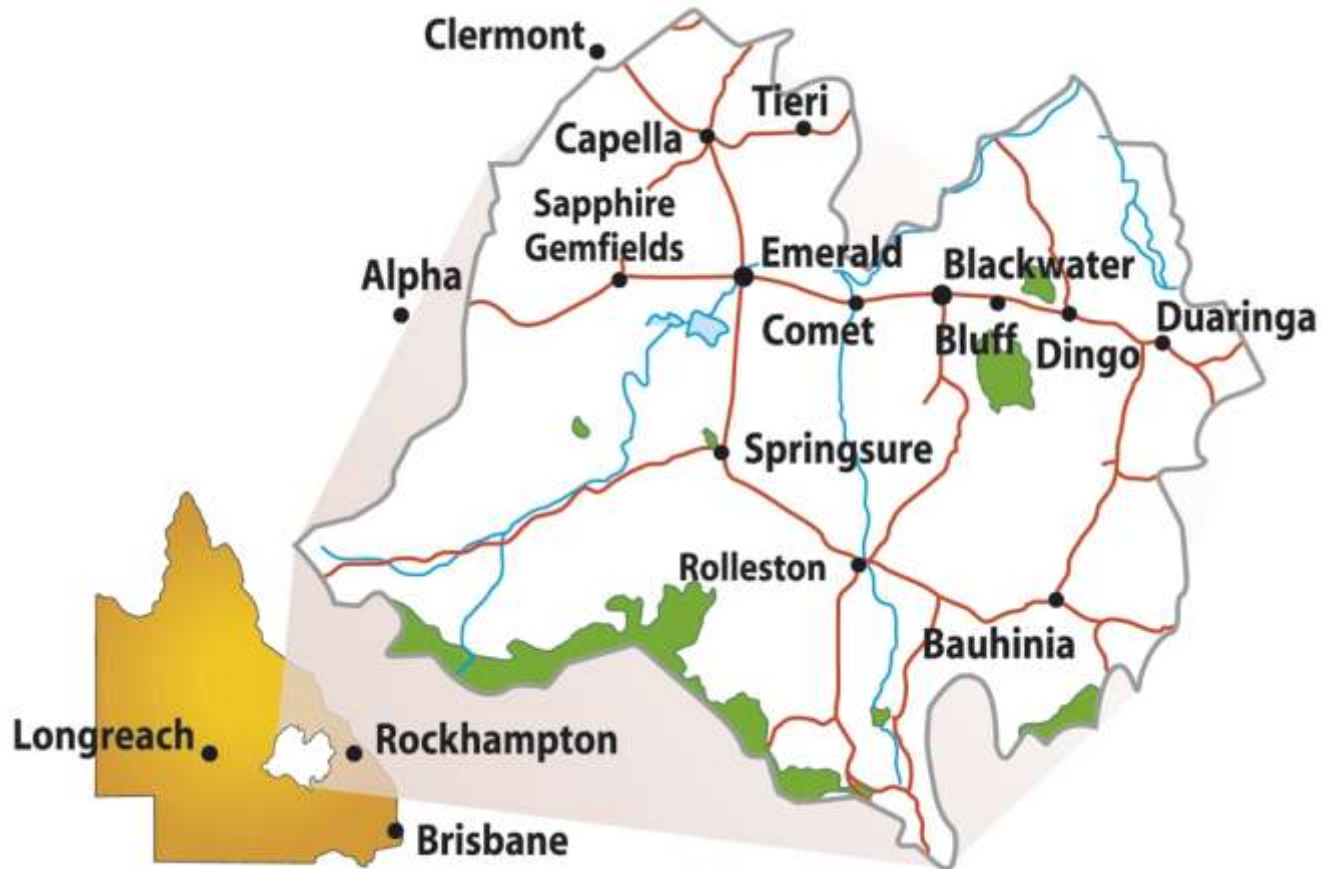 Clermont
Tieri
Capella
Sapphire
Gemfields
Emerald
Blackwater
Alpha
Comet
Bluff
Dingo
Duaringa
Springsure
Rolleston
Bauhinia
Longreach
Rockhampton
Brisbane